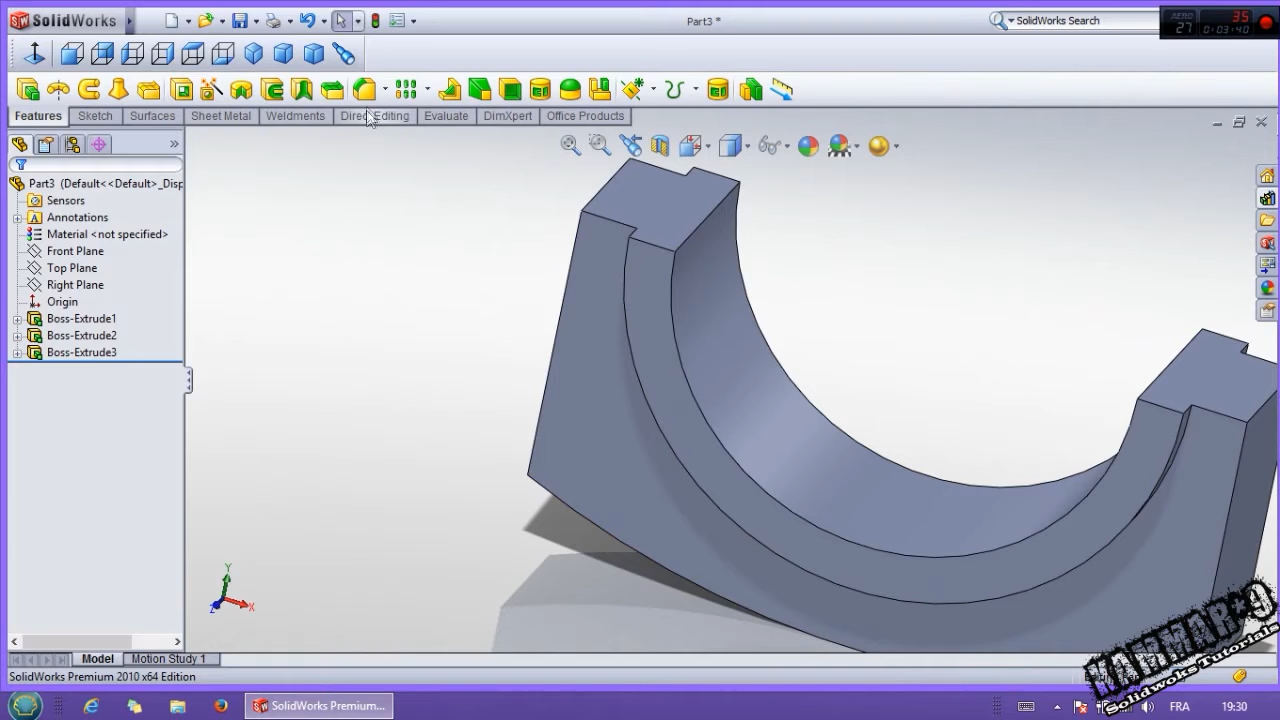 SolidWorks
Part3 *
SolidWorks Search
AERO
27
35
0:03:40
Features
Sketch
Surfaces
Sheet Metal
Weldments
Direct Editing
Evaluate
DimXpert
Office Products
Part3 (Default<<Default>_Disp
Sensors
Annotations
Material <not specified>
Front Plane
Top Plane
Right Plane
Origin
Boss-Extrude1
Boss-Extrude2
Boss-Extrude3
Y
X
Z
Model
Motion Study 1
SolidWorks Premium 2010 x64 Edition
Solidwoks Tutorials
SolidWorks Premium...
FRA
19:30